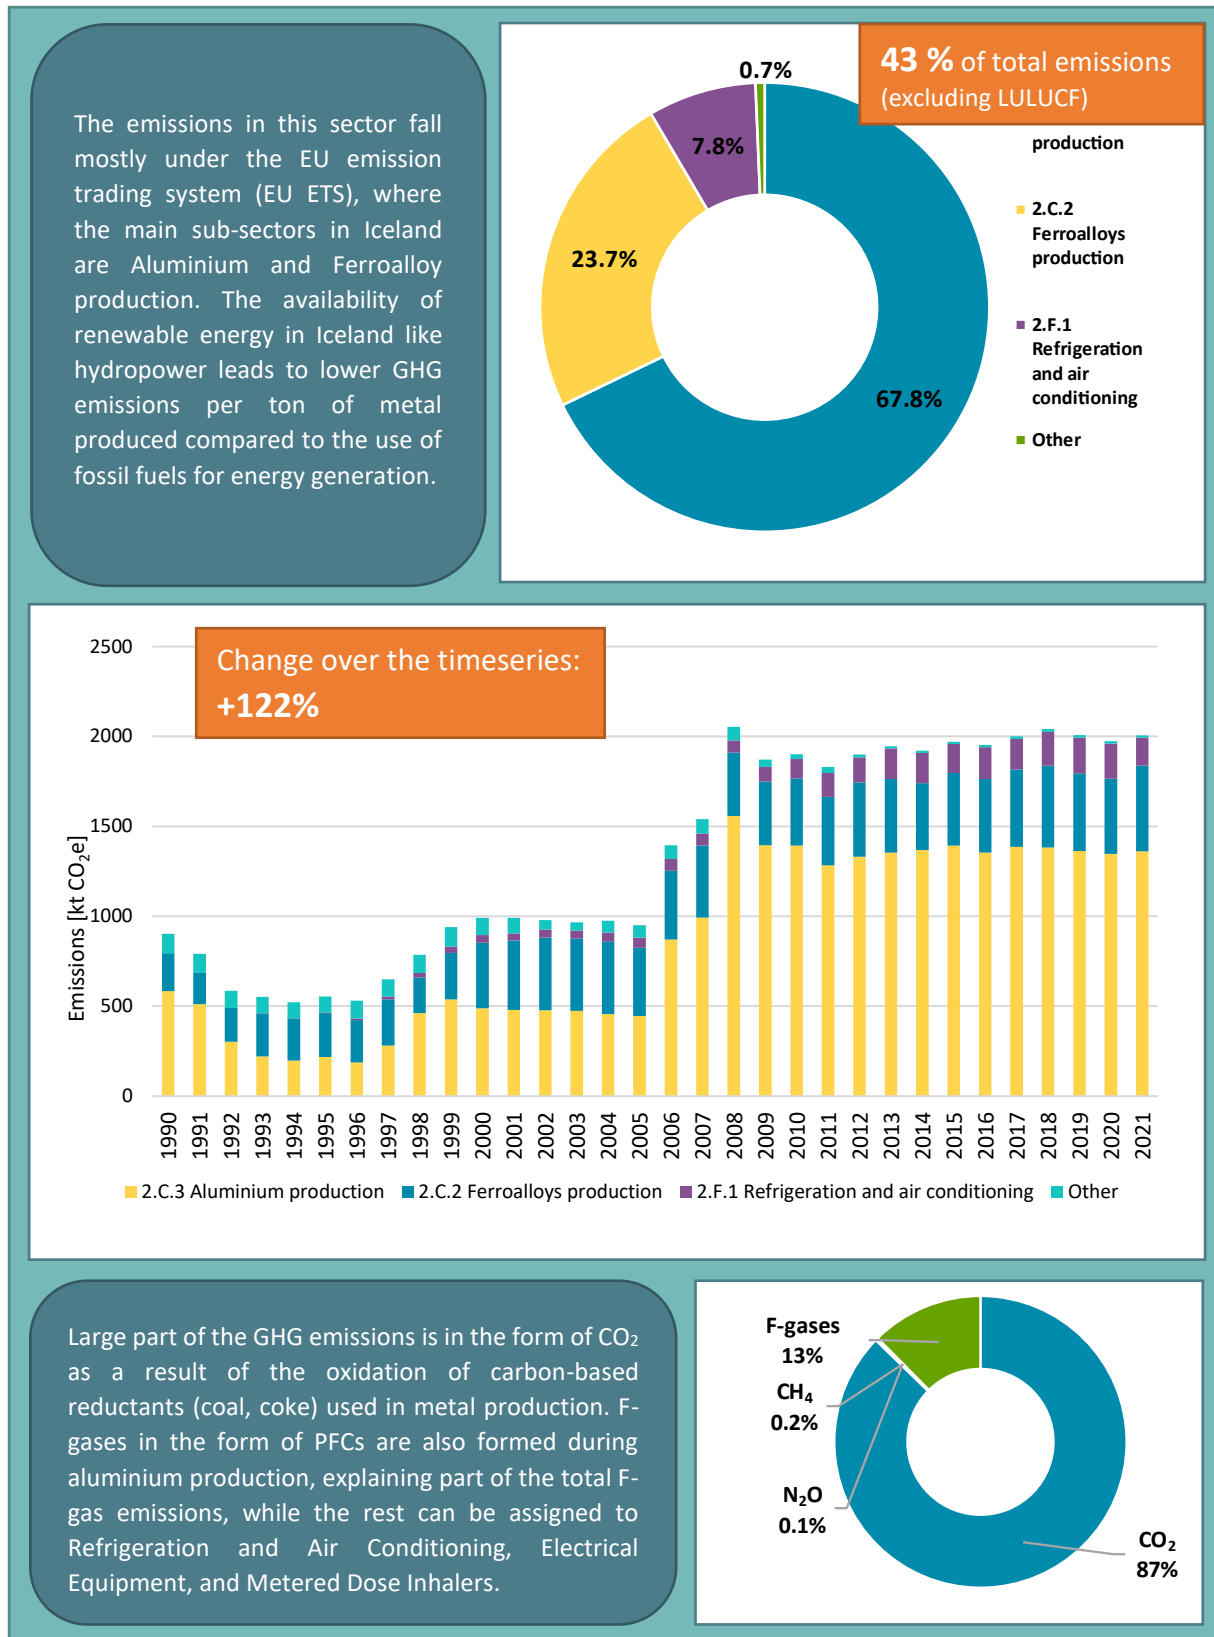 The emissions in this sector fall
mostly under the EU emission
trading system (EU ETS), where
the main sub-sectors in Iceland
are Aluminium and Ferroalloy
production. The availability of
renewable energy in Iceland like
hydropower leads to lower GHG
emissions per ton of metal
produced compared to the use of
fossil fuels for energy generation.
43 % of total emissions
(excluding LULUCF)
0.7%
7.8%
23.7%
67.8%
production
2.C.2
Ferroalloys
production
2.F.1
Refrigeration
and air
conditioning
Other
Change over the timeseries:
+122%
Emissions [kt CO₂e]
2500
2000
1500
1000
500
0
1990 1991 1992 1993 1994 1995 1996 1997 1998 1999 2000 2001 2002 2003 2004 2005 2006 2007 2008 2009 2010 2011 2012 2013 2014 2015 2016 2017 2018 2019 2020 2021
2.C.3 Aluminium production 2.C.2 Ferroalloys production 2.F.1 Refrigeration and air conditioning Other
Large part of the GHG emissions is in the form of CO₂
as a result of the oxidation of carbon-based
reductants (coal, coke) used in metal production. F-
gases in the form of PFCs are also formed during
aluminium production, explaining part of the total F-
gas emissions, while the rest can be assigned to
Refrigeration and Air Conditioning, Electrical
Equipment, and Metered Dose Inhalers.
F-gases
13%
CH₄
0.2%
N₂O
0.1%
CO₂
87%